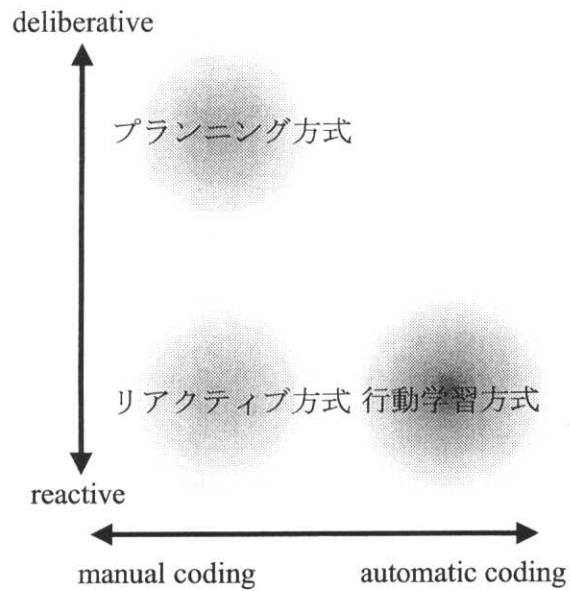 deliberative
プランニング方式
リアクティブ方式 行動学習方式
reactive
manual coding automatic coding